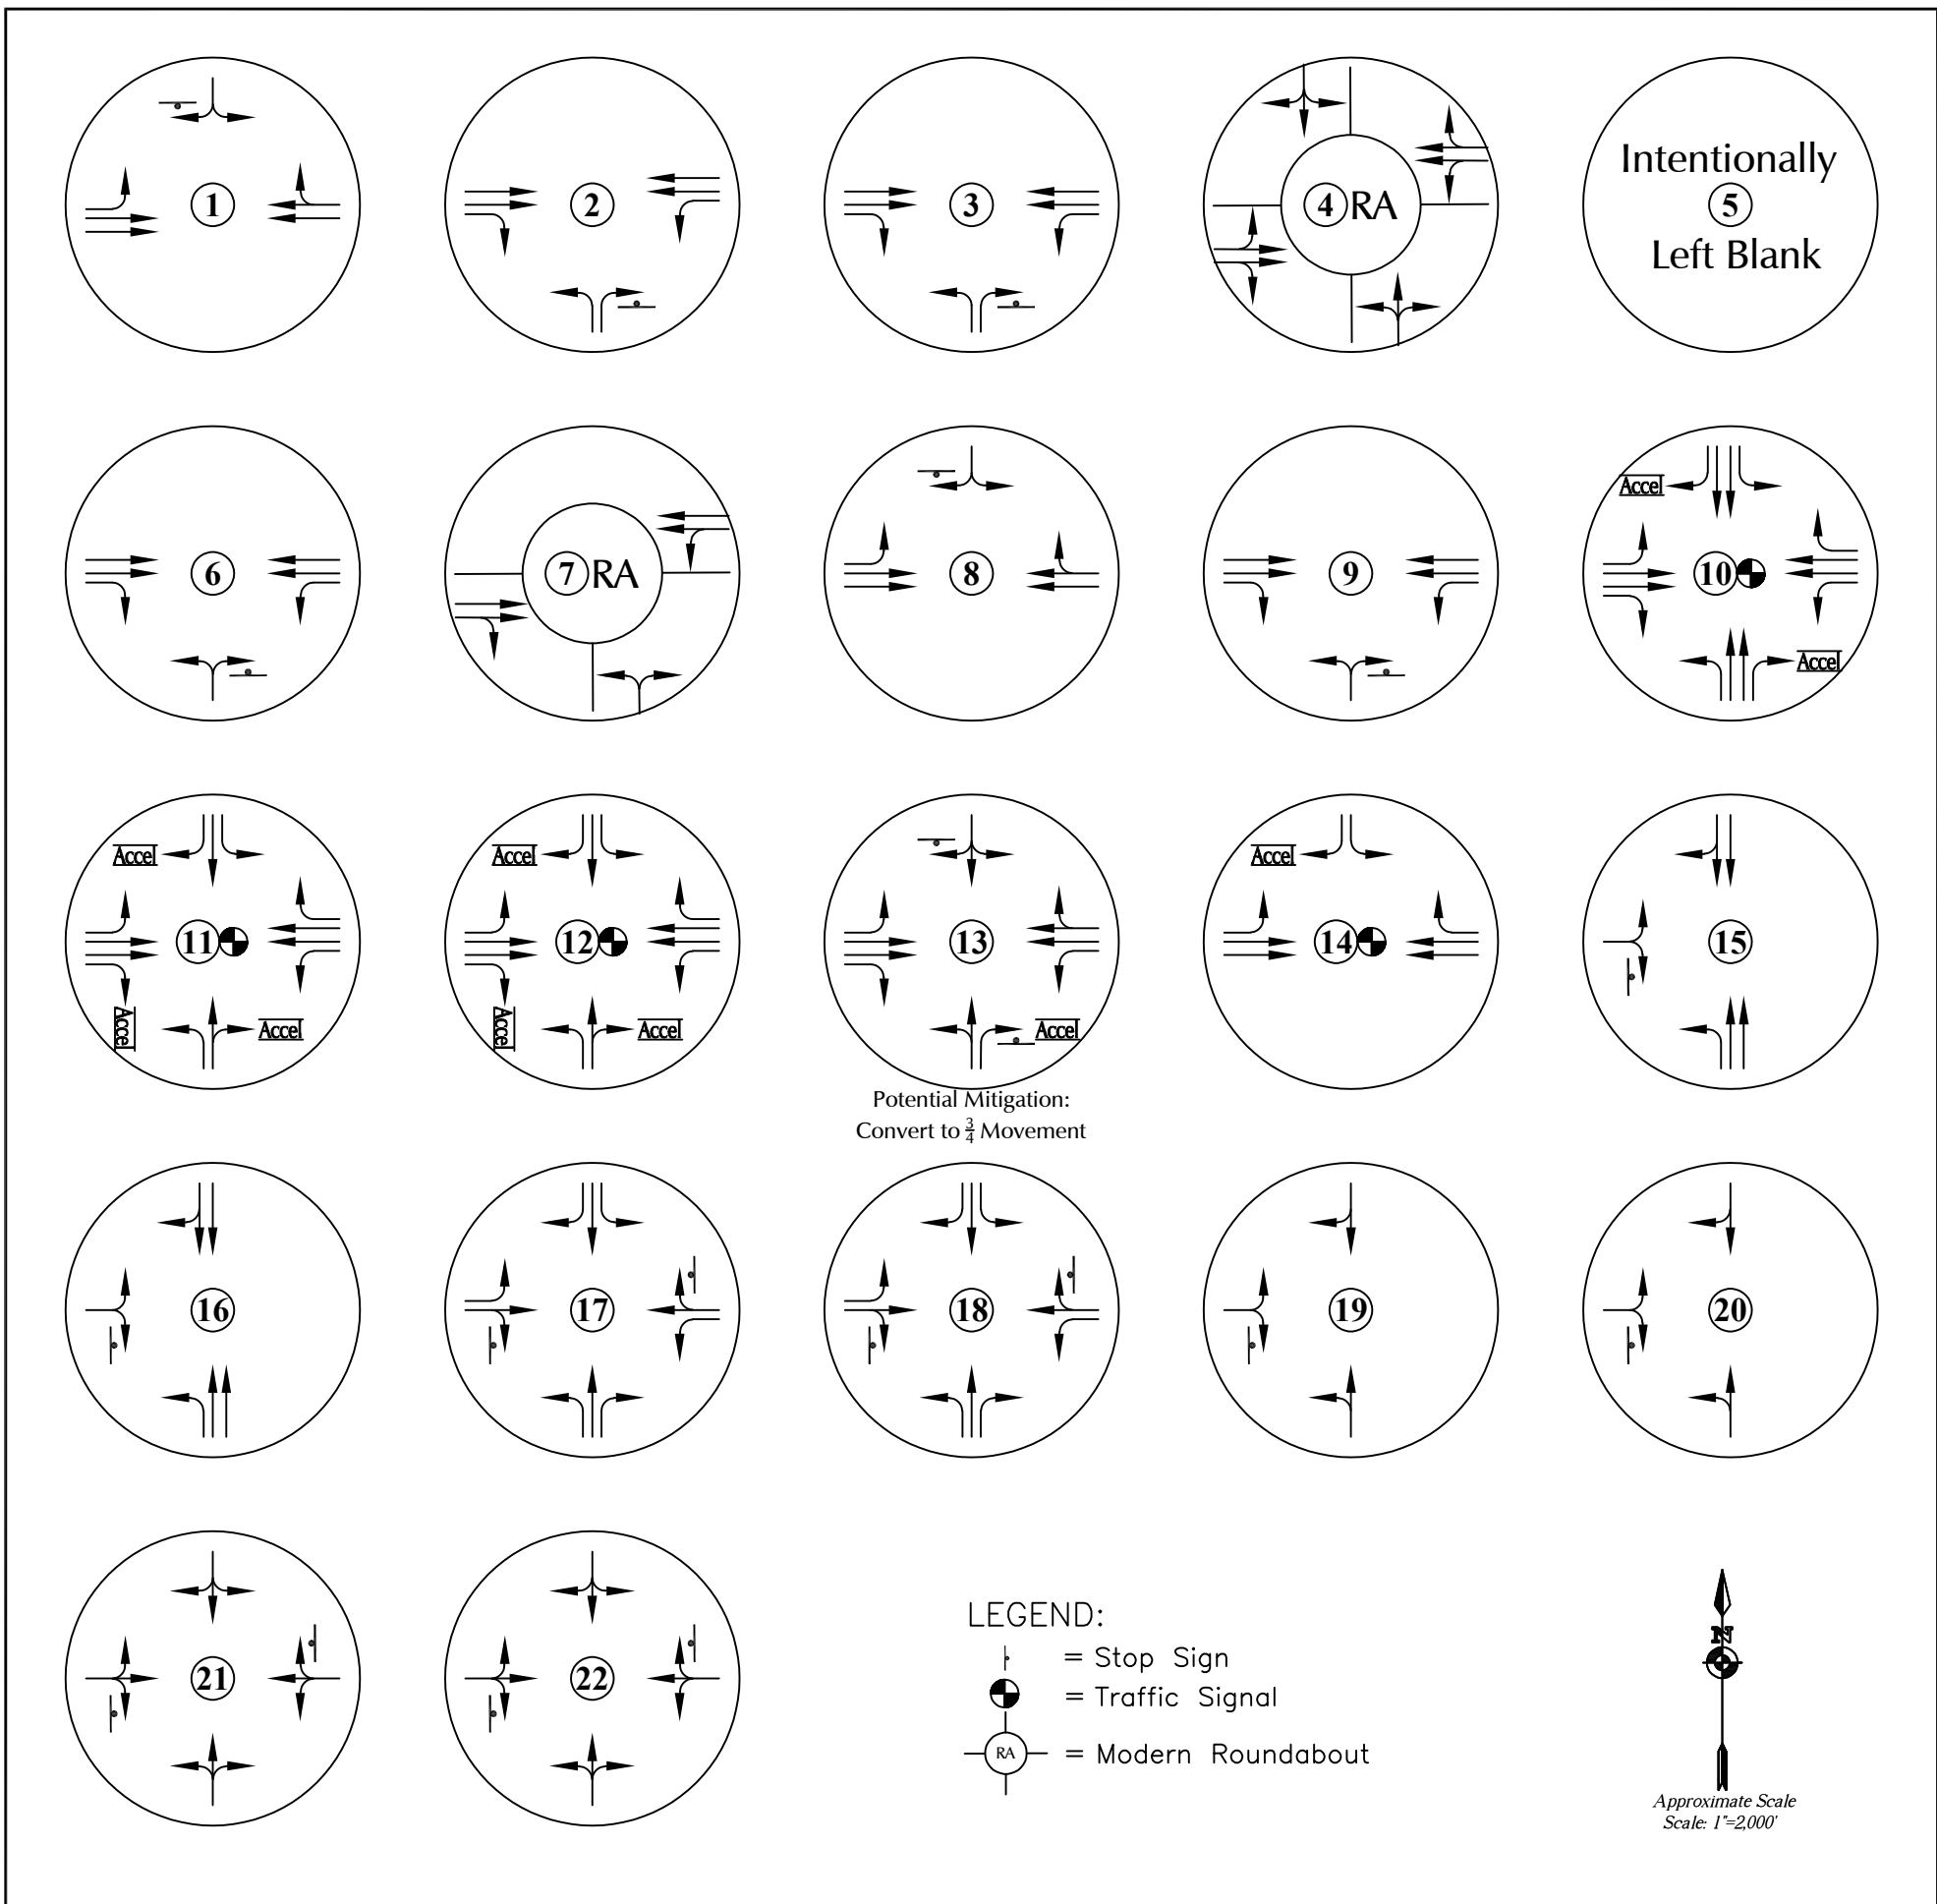 1
2
3
4 RA
Intentionally
5
Left Blank
6
7 RA
8
9
Accel
10
Accel
Accel
11
Accel
Accel
Accel
12
Accel
Accel
13
Accel
Potential Mitigation:
Convert to 3/4 Movement
Accel
14
15
16
17
18
19
20
21
22
LEGEND:
= Stop Sign
= Traffic Signal
RA = Modern Roundabout
N
Approximate Scale
Scale: 1"=2,000'